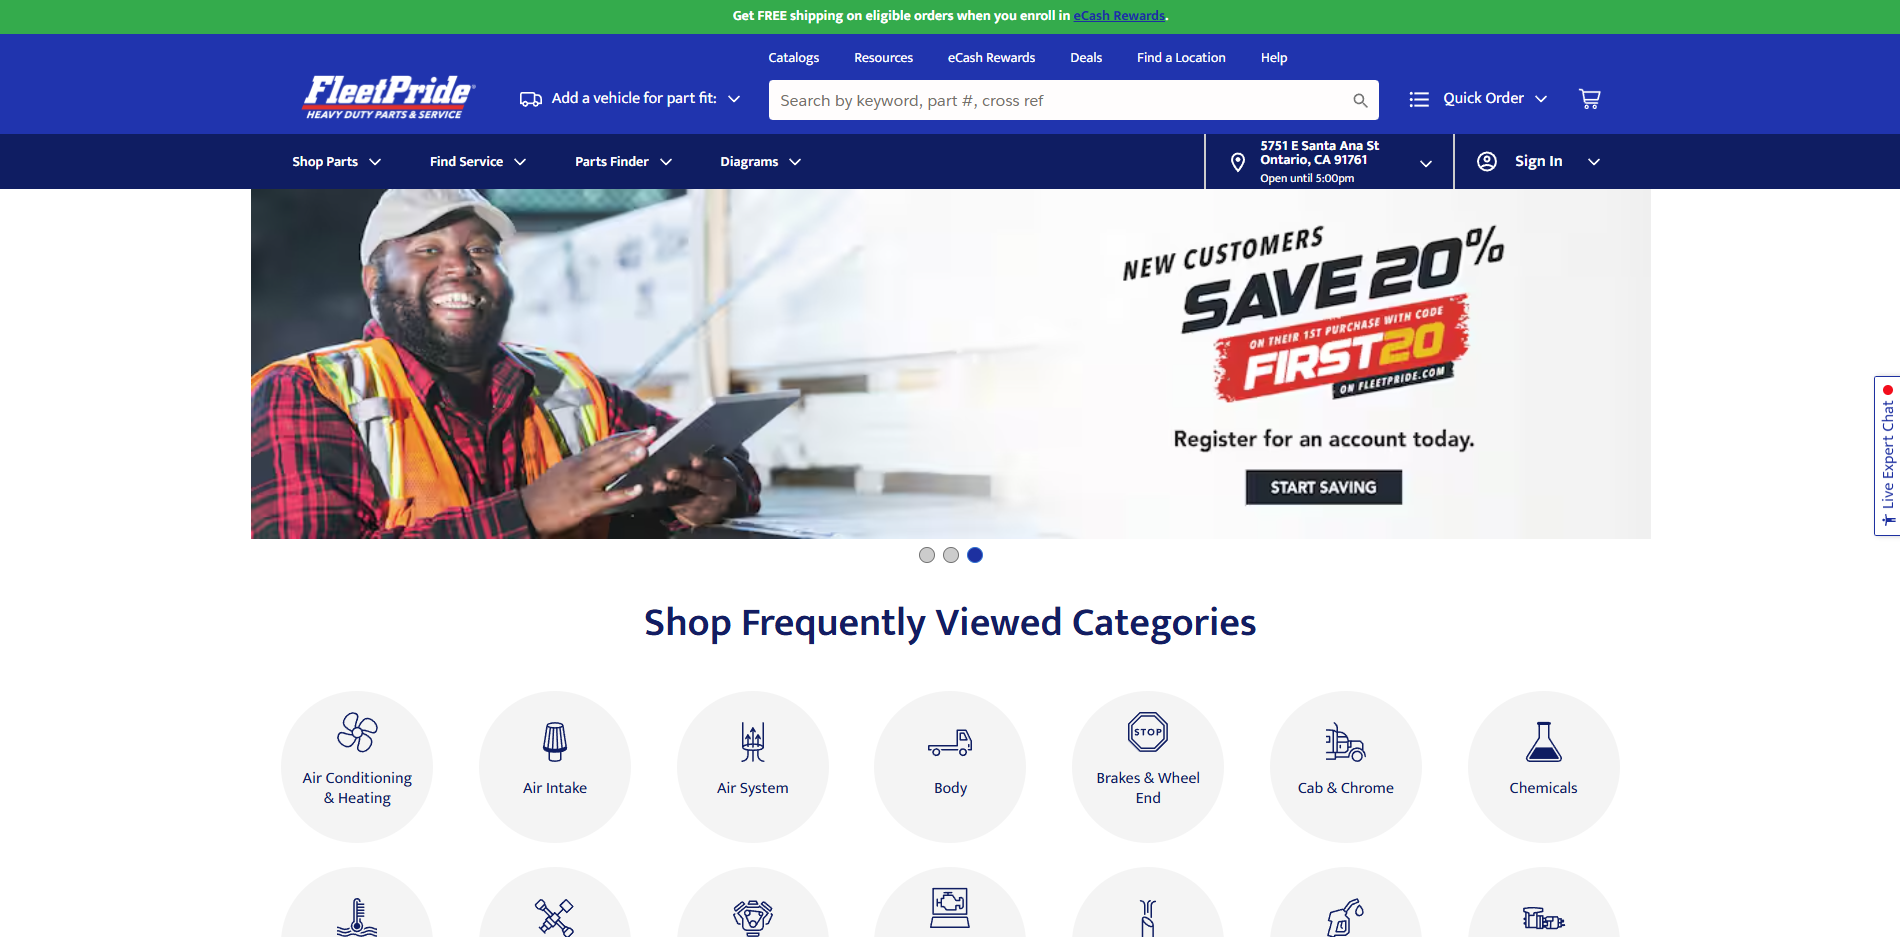 Get FREE shipping on eligible orders when you enroll in eCash Rewards.
Catalogs Resources eCash Rewards Deals Find a Location Help
FleetPride
HEAVY DUTY PARTS & SERVICE
Add a vehicle for part fit:
Search by keyword, part #, cross ref
Quick Order
Shop Parts Find Service Parts Finder Diagrams
5751 E Santa Ana St
Ontario, CA 91761
Open until 5:00pm
Sign In
NEW CUSTOMERS
SAVE 20%
ON THEIR 1ST PURCHASE WITH CODE
FIRST20
ON FLEETPRIDE.COM
Register for an account today.
START SAVING
Live Expert Chat
Shop Frequently Viewed Categories
Air Conditioning
& Heating
Air Intake
Air System
Body
STOP
Brakes & Wheel
End
Cab & Chrome
Chemicals